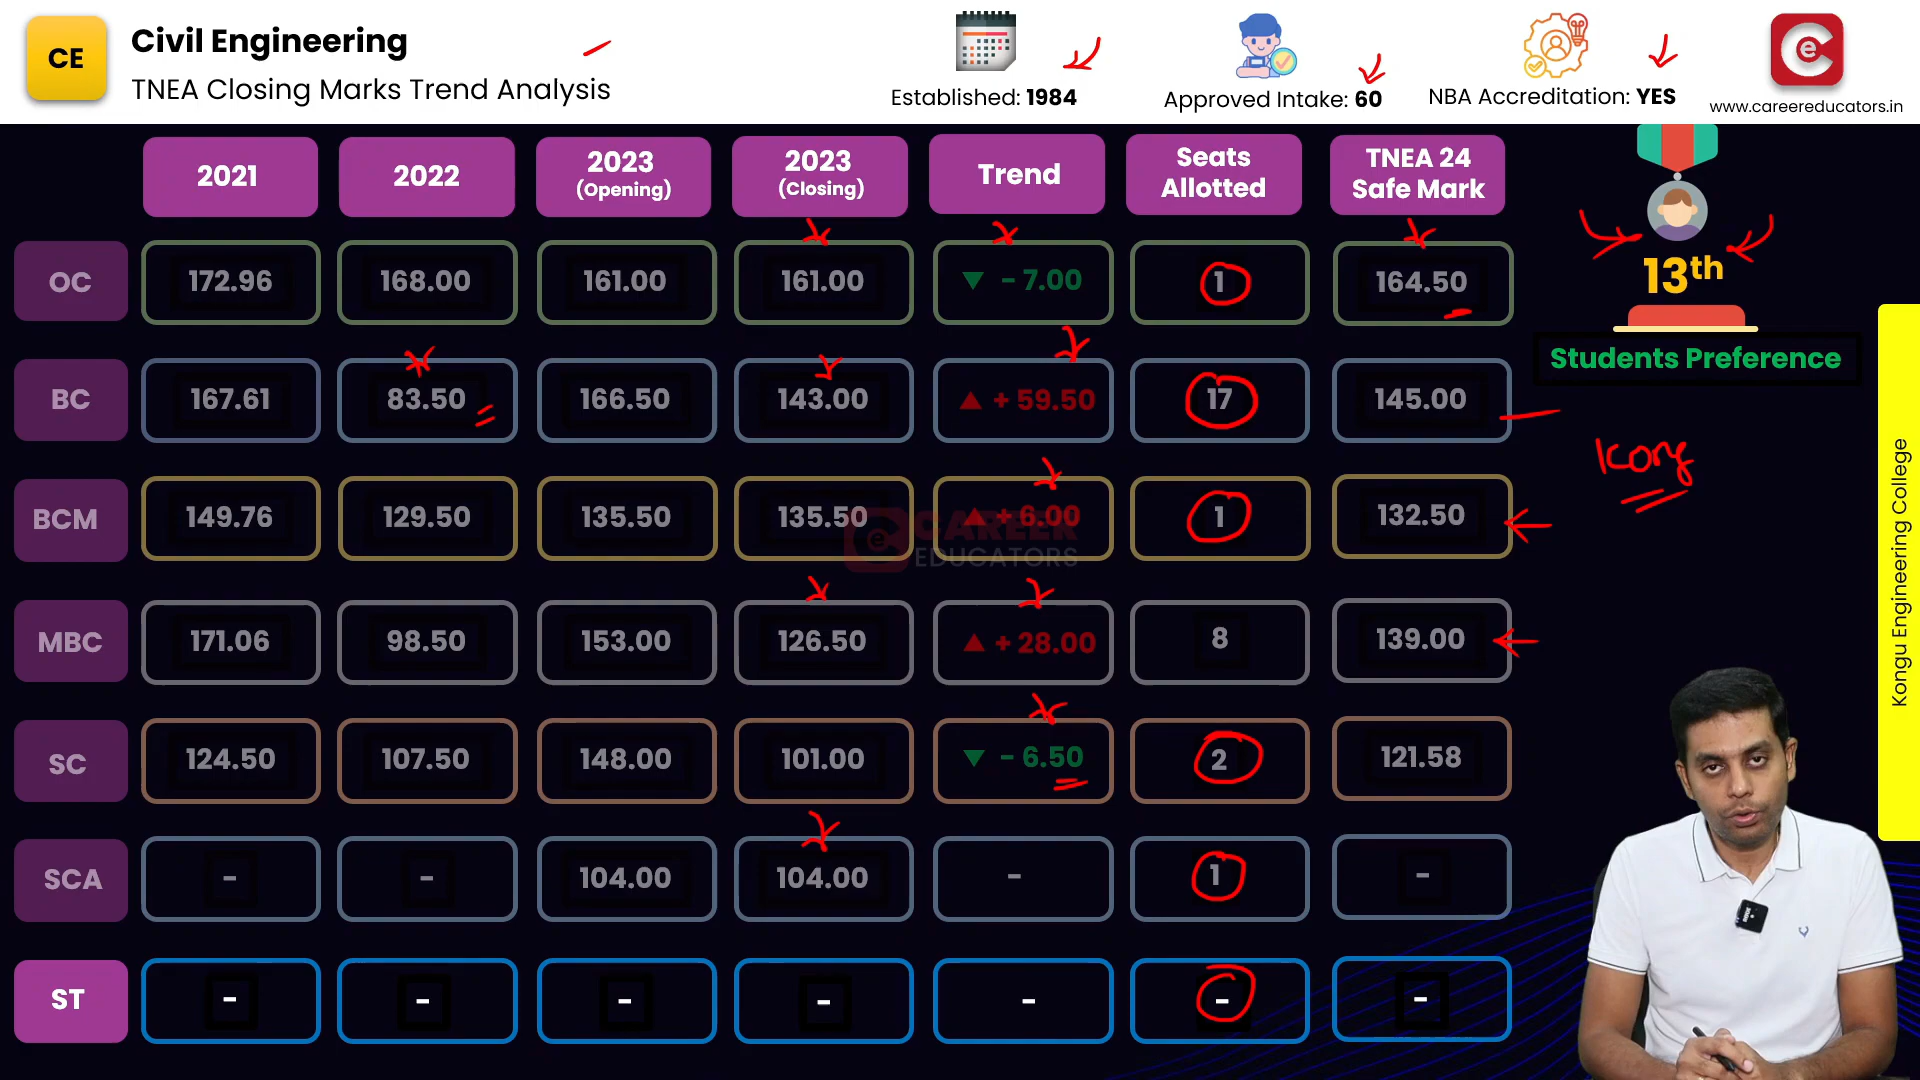 CE
Civil Engineering
TNEA Closing Marks Trend Analysis
Established: 1984
Approved Intake: 60
NBA Accreditation: YES
www.careereducators.in
2021
2022
2023 (Opening)
2023 (Closing)
Trend
Seats Allotted
TNEA 24 Safe Mark
OC 172.96 168.00 161.00 161.00 ▼ - 7.00 1 164.50
BC 167.61 83.50 166.50 143.00 ▲ + 59.50 17 145.00
BCM 149.76 129.50 135.50 135.50 ▲ +6.00 1 132.50
MBC 171.06 98.50 153.00 126.50 ▲ + 28.00 8 139.00
SC 124.50 107.50 148.00 101.00 ▼ - 6.50 2 121.58
SCA - - 104.00 104.00 - 1 -
ST - - - - - - -
13th
Students Preference
Kong
Kongu Engineering College
CAREER
EDUCATORS